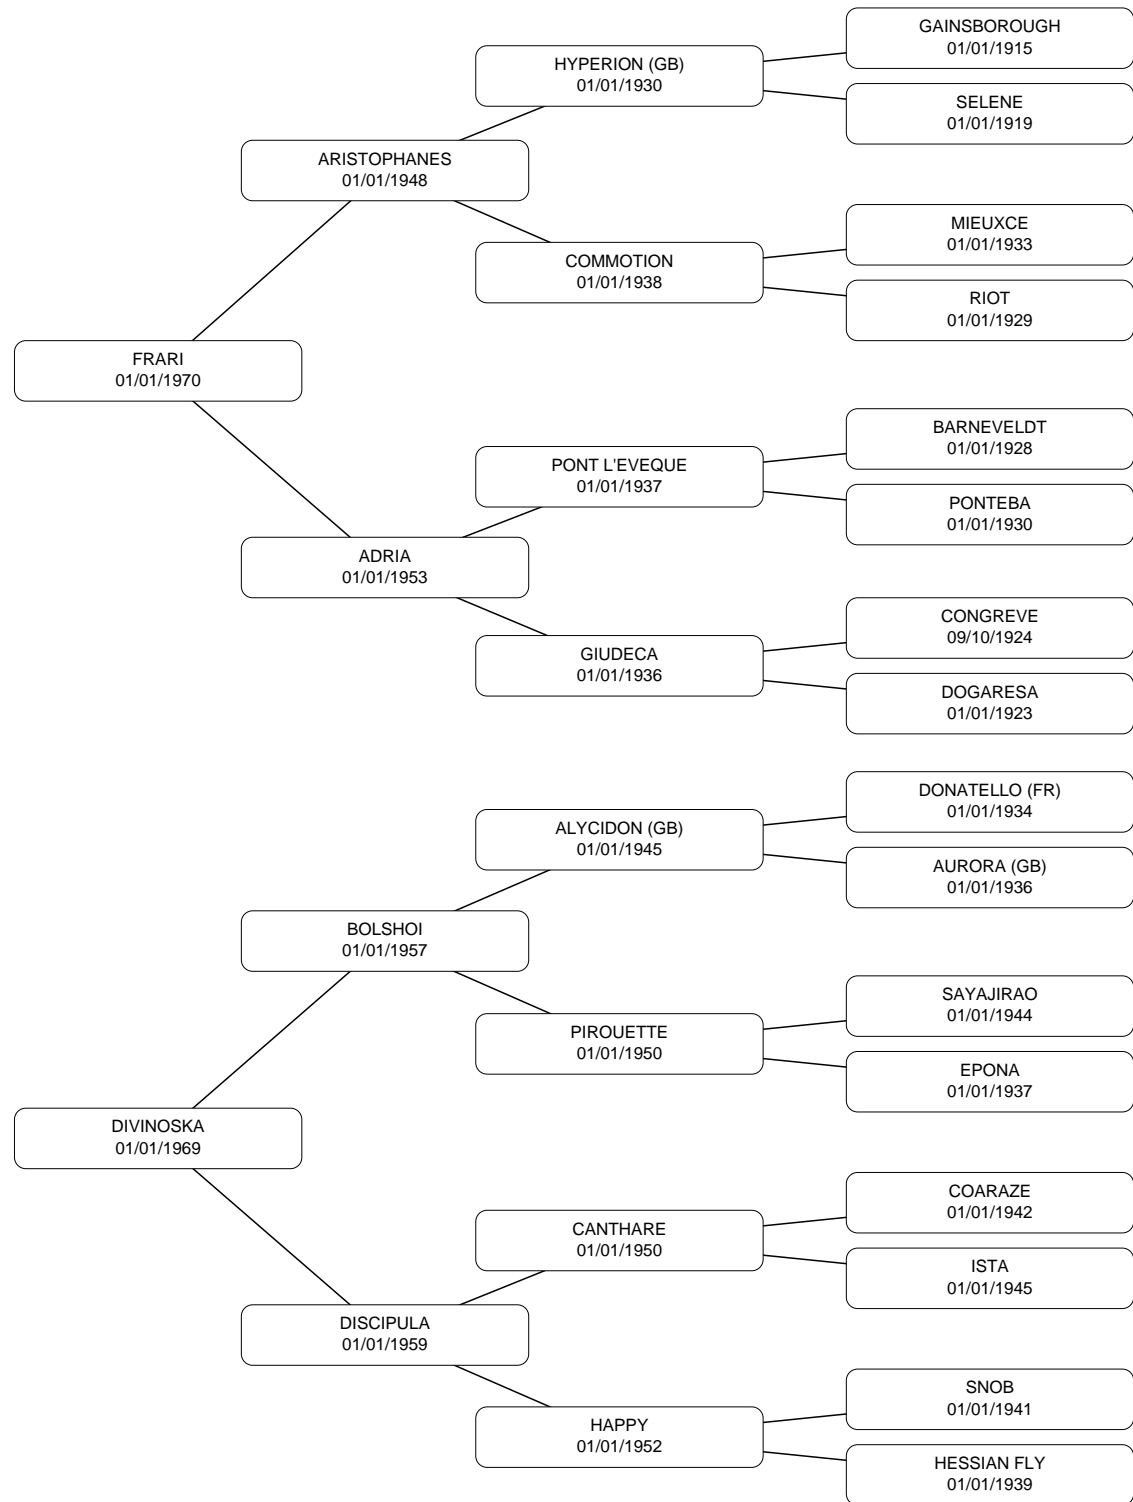 GAINSBOROUGH
01/01/1915
HYPERION (GB)
01/01/1930
SELENE
01/01/1919
ARISTOPHANES
01/01/1948
MIEUXCE
01/01/1933
COMMOTION
01/01/1938
RIOT
01/01/1929
FRARI
01/01/1970
BARNEVELDT
01/01/1928
PONT L'EVEQUE
01/01/1937
PONTEBA
01/01/1930
ADRIA
01/01/1953
CONGREVE
09/10/1924
GIUDECA
01/01/1936
DOGARESA
01/01/1923
DONATELLO (FR)
01/01/1934
ALYCIDON (GB)
01/01/1945
AURORA (GB)
01/01/1936
BOLSHOI
01/01/1957
SAYAJIRAO
01/01/1944
PIROUETTE
01/01/1950
EPONA
01/01/1937
DIVINOSKA
01/01/1969
COARAZE
01/01/1942
CANTHARE
01/01/1950
ISTA
01/01/1945
DISCIPULA
01/01/1959
SNOB
01/01/1941
HAPPY
01/01/1952
HESSIAN FLY
01/01/1939